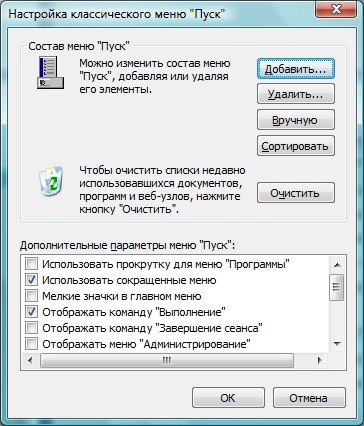 Настройка классического меню "Пуск"
Состав меню "Пуск"
Можно изменить состав меню
"Пуск", добавляя или удаляя
его элементы.
Добавить...
Удалить...
Вручную
Сортировать
Чтобы очистить списки недавно
использовавшихся документов,
программ и веб-узлов, нажмите
кнопку "Очистить".
Очистить
Дополнительные параметры меню "Пуск":
Использовать прокрутку для меню "Программы"
Использовать сокращенные меню
Мелкие значки в главном меню
Отображать команду "Выполнение"
Отображать команду "Завершение сеанса"
Отображать меню "Администрирование"
ОК
Отмена